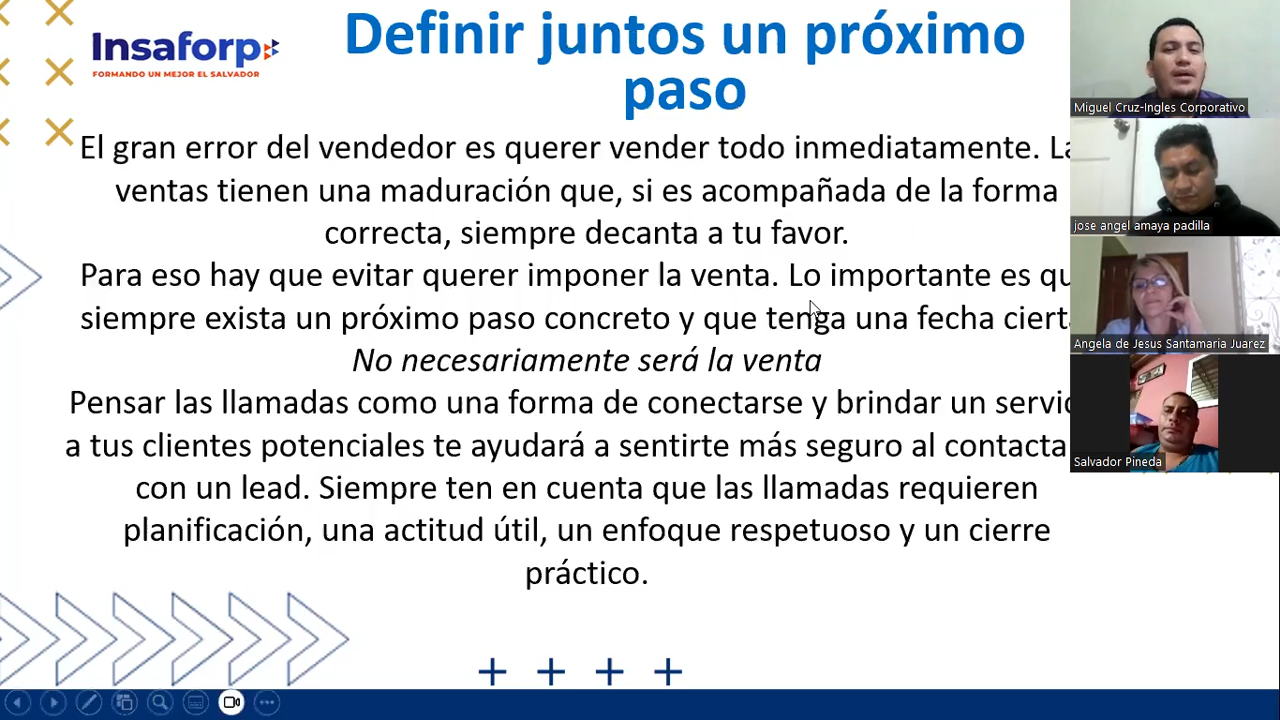 Insaforp
FORMANDO UN MEJOR EL SALVADOR
Definir juntos un próximo
paso
El gran error del vendedor es querer vender todo inmediatamente.
ventas tienen una maduración que, si es acompañada de la forma
correcta, siempre decanta a tu favor.
Para eso hay que evitar querer imponer la venta. Lo importante es
siempre exista un próximo paso concreto y que tenga una fecha
No necesariamente será la venta
Pensar las llamadas como una forma de conectarse y brindar un
a tus clientes potenciales te ayudará a sentirte más seguro al
con un lead. Siempre ten en cuenta que las llamadas requieren
planificación, una actitud útil, un enfoque respetuoso y un cierre
práctico.
Miguel Cruz-Ingles Corporativo
jose angel amaya padilla
Angela de Jesus Santamaria Juarez
Salvador Pineda